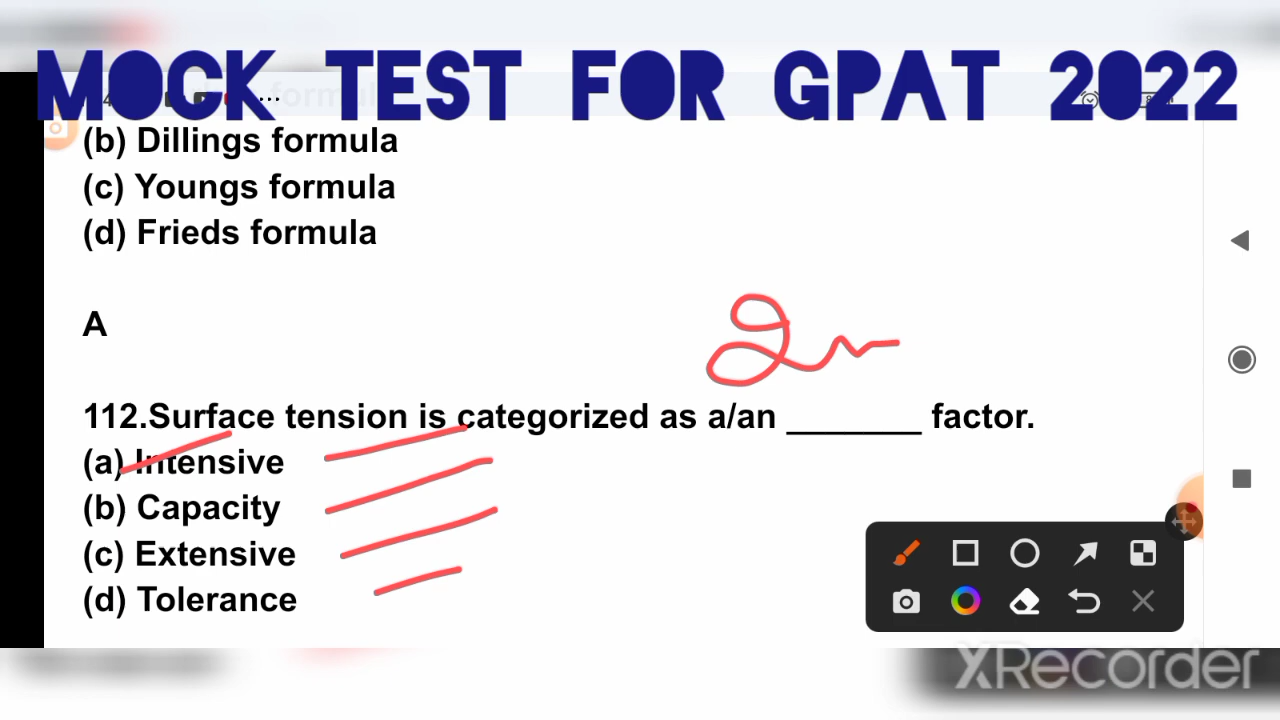 MOCK TEST FOR GPAT 2022
(b) Dillings formula
(c) Youngs formula
(d) Frieds formula
A
112.Surface tension is categorized as a/an _______ factor.
(a) Intensive
(b) Capacity
(c) Extensive
(d) Tolerance
XRecorder